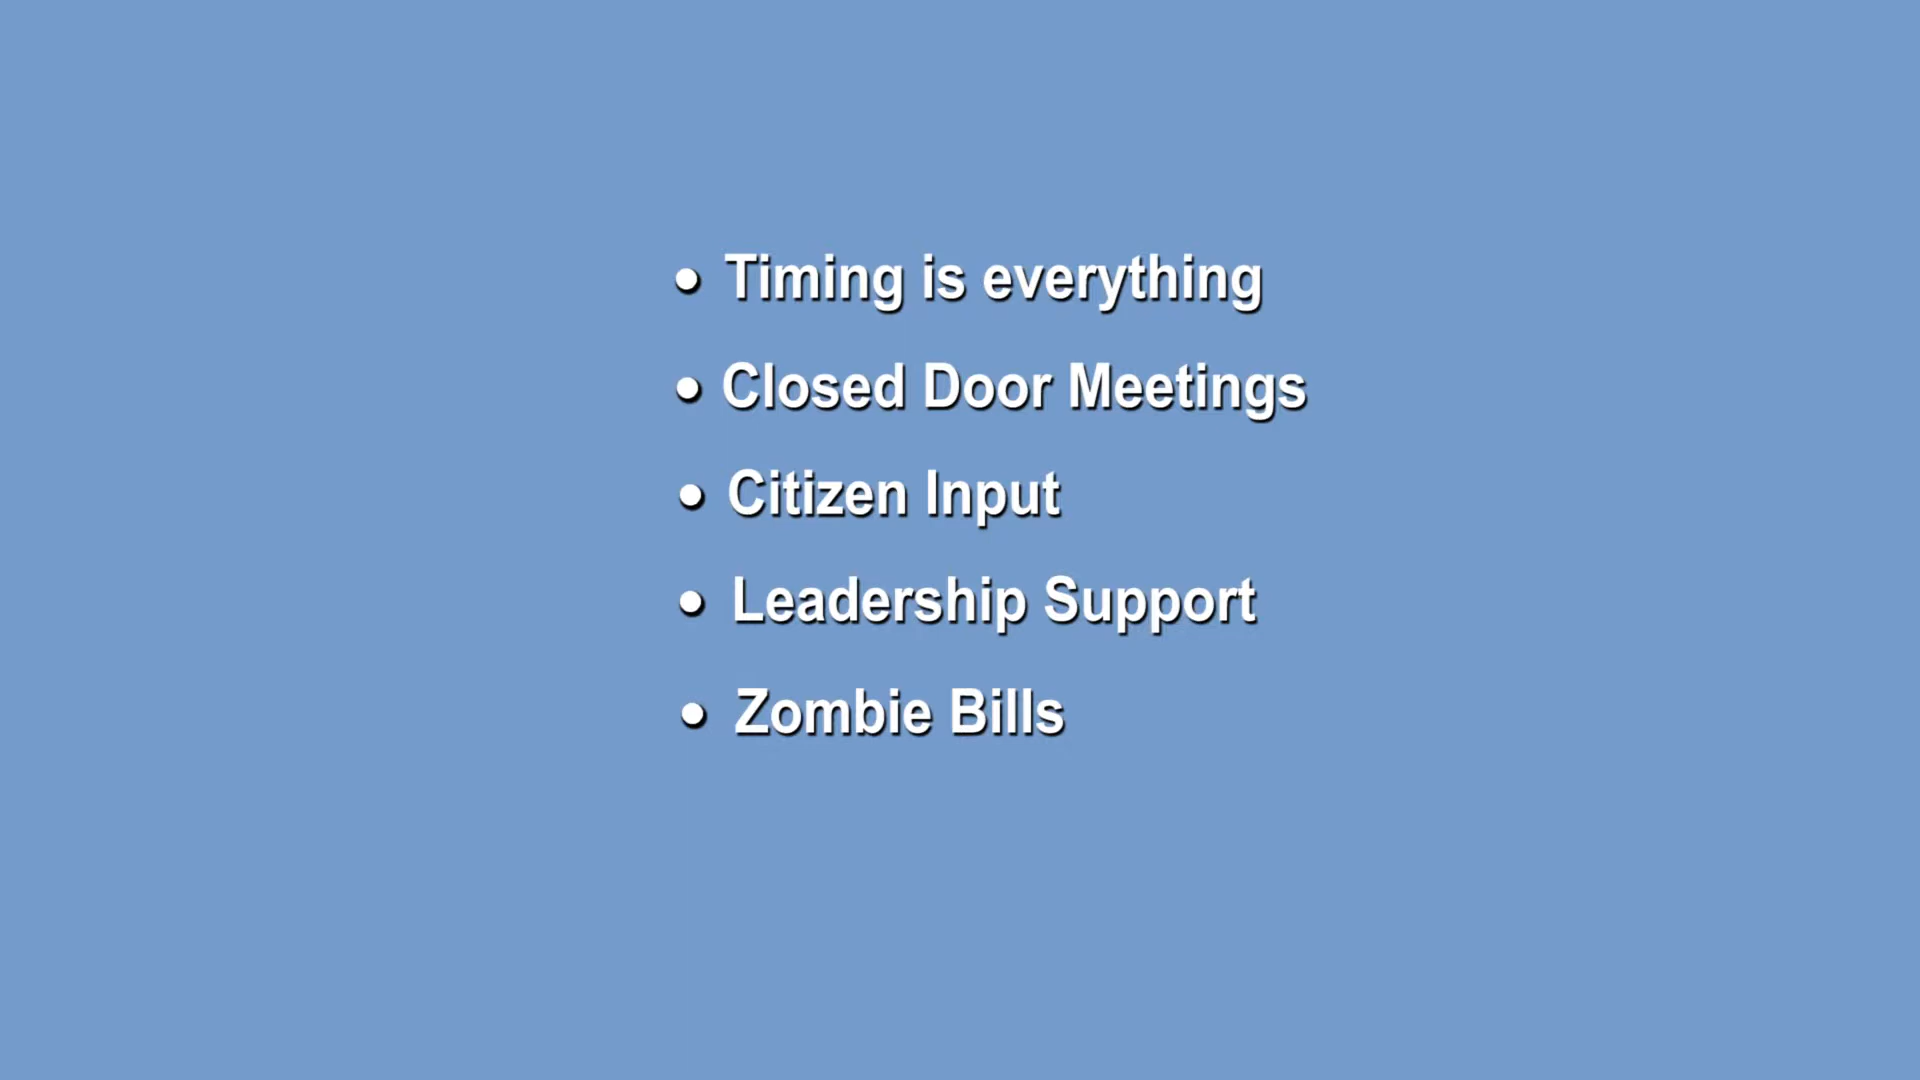 • Timing is everything
• Closed Door Meetings
• Citizen Input
• Leadership Support
• Zombie Bills